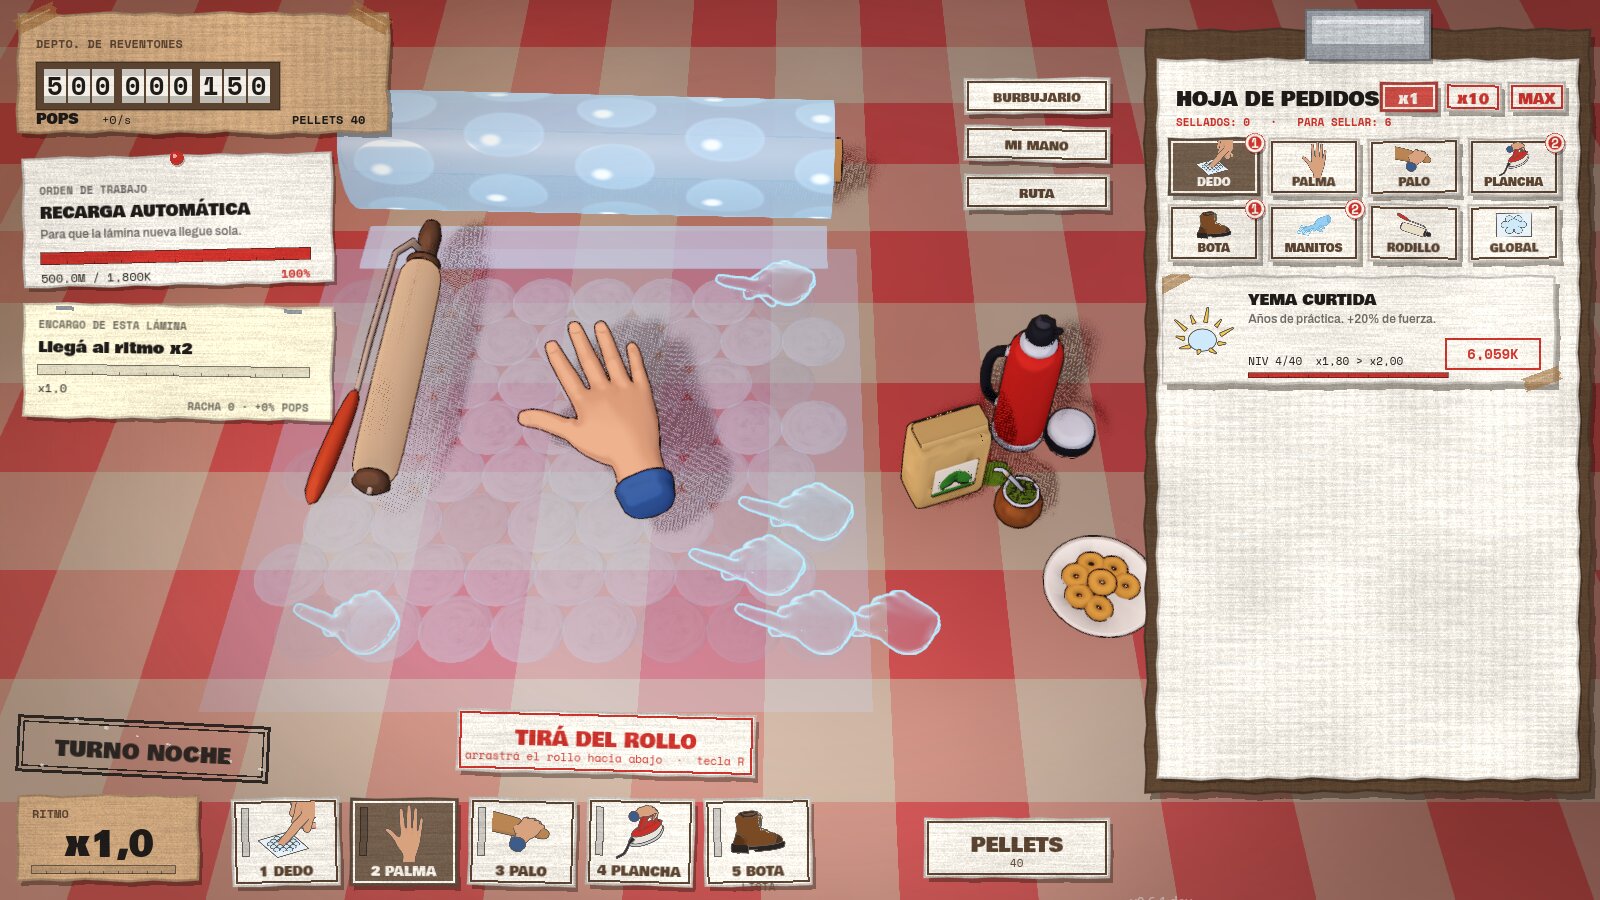 DEPTO. DE REVENTONES
500 000 150
POPS +0/s PELLETS 40
ORDEN DE TRABAJO
RECARGA AUTOMÁTICA
Para que la lámina nueva llegue sola.
500.0M / 1,800K 100%
ENCARGO DE ESTA LÁMINA
Llegá al ritmo x2
x1,0
RACHA 0 · +0% POPS
BURBUJARIO
MI MANO
RUTA
HOJA DE PEDIDOS x1 x10 MAX
SELLADOS: 0 · PARA SELLAR: 6
1 2
DEDO PALMA PALO PLANCHA
1 2
BOTA MANITOS RODILLO GLOBAL
YEMA CURTIDA
Años de práctica. +20% de fuerza.
NIV 4/40 x1,80 > x2,00 6,059K
TURNO NOCHE
TIRÁ DEL ROLLO
arrastrá el rollo hacia abajo · tecla R
RITMO
x1,0
1 DEDO 2 PALMA 3 PALO 4 PLANCHA 5 BOTA
LISTA
PELLETS
40